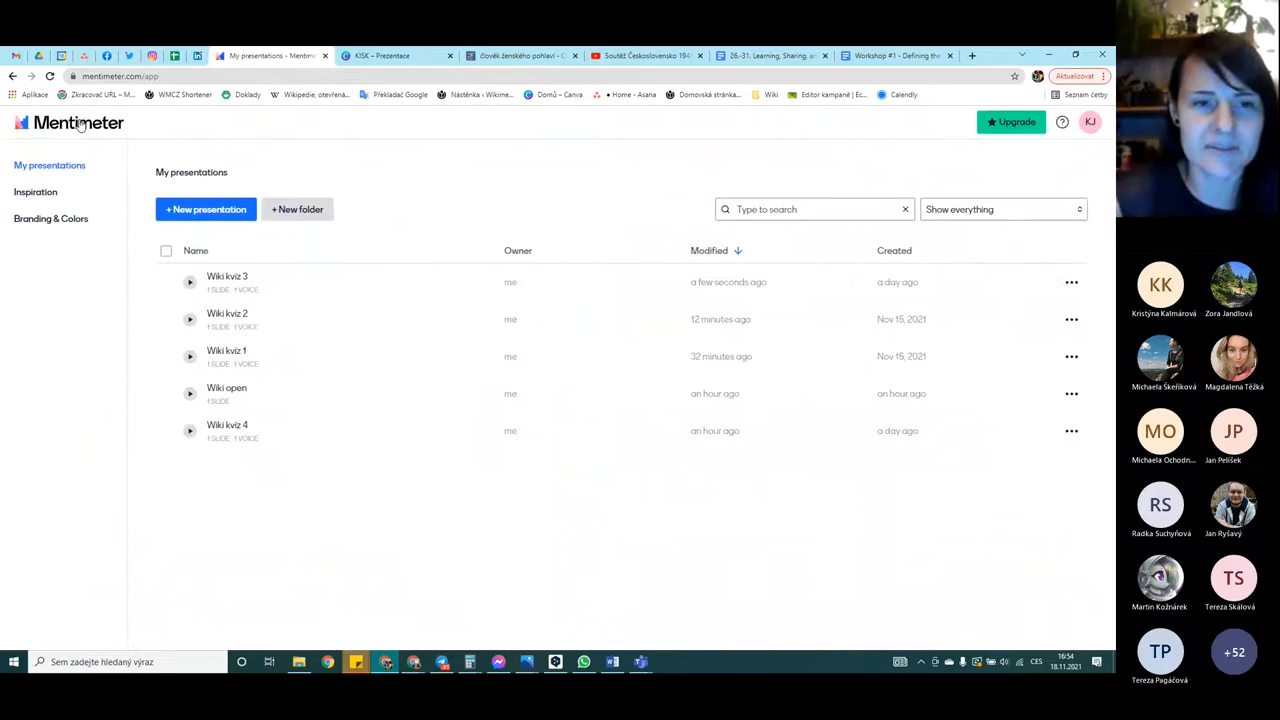 My presentations - Mentime
KISK – Prezentace
člověk ženského pohlaví - G
Soutěž Československo 194
26.-31. Learning, Sharing, an
Workshop #1 - Defining the
mentimeter.com/app
Aktualizovat
Aplikace
Zkracovač URL – M...
WMCZ Shortener
Doklady
Wikipedie, otevřená...
Překladač Google
Nástěnka ‹ Wikime...
Domů – Canva
• Home - Asana
Domovská stránka...
Wiki
Editor kampaně | Ec...
Calendly
Seznam četby
Mentimeter
Upgrade
?
KJ
My presentations
Inspiration
Branding & Colors
My presentations
+ New presentation
+ New folder
Type to search
Show everything
Name
Owner
Modified
Created
Wiki kvíz 3
1 SLIDE 1 VOICE
me
a few seconds ago
a day ago
Wiki kvíz 2
1 SLIDE 1 VOICE
me
12 minutes ago
Nov 15, 2021
Wiki kvíz 1
1 SLIDE 1 VOICE
me
32 minutes ago
Nov 15, 2021
Wiki open
1 SLIDE
me
an hour ago
an hour ago
Wiki kvíz 4
1 SLIDE 1 VOICE
me
an hour ago
a day ago
Sem zadejte hledaný výraz
CES
16:54
18.11.2021
KK
Kristýna Kalmárová
Zora Jandlová
Michaela Škeříková
Magdalena Těžká
MO
Michaela Ochodn...
JP
Jan Pelíšek
RS
Radka Suchyňová
Jan Ryšavý
Martin Kožnárek
TS
Tereza Skálová
TP
Tereza Pagáčová
+52